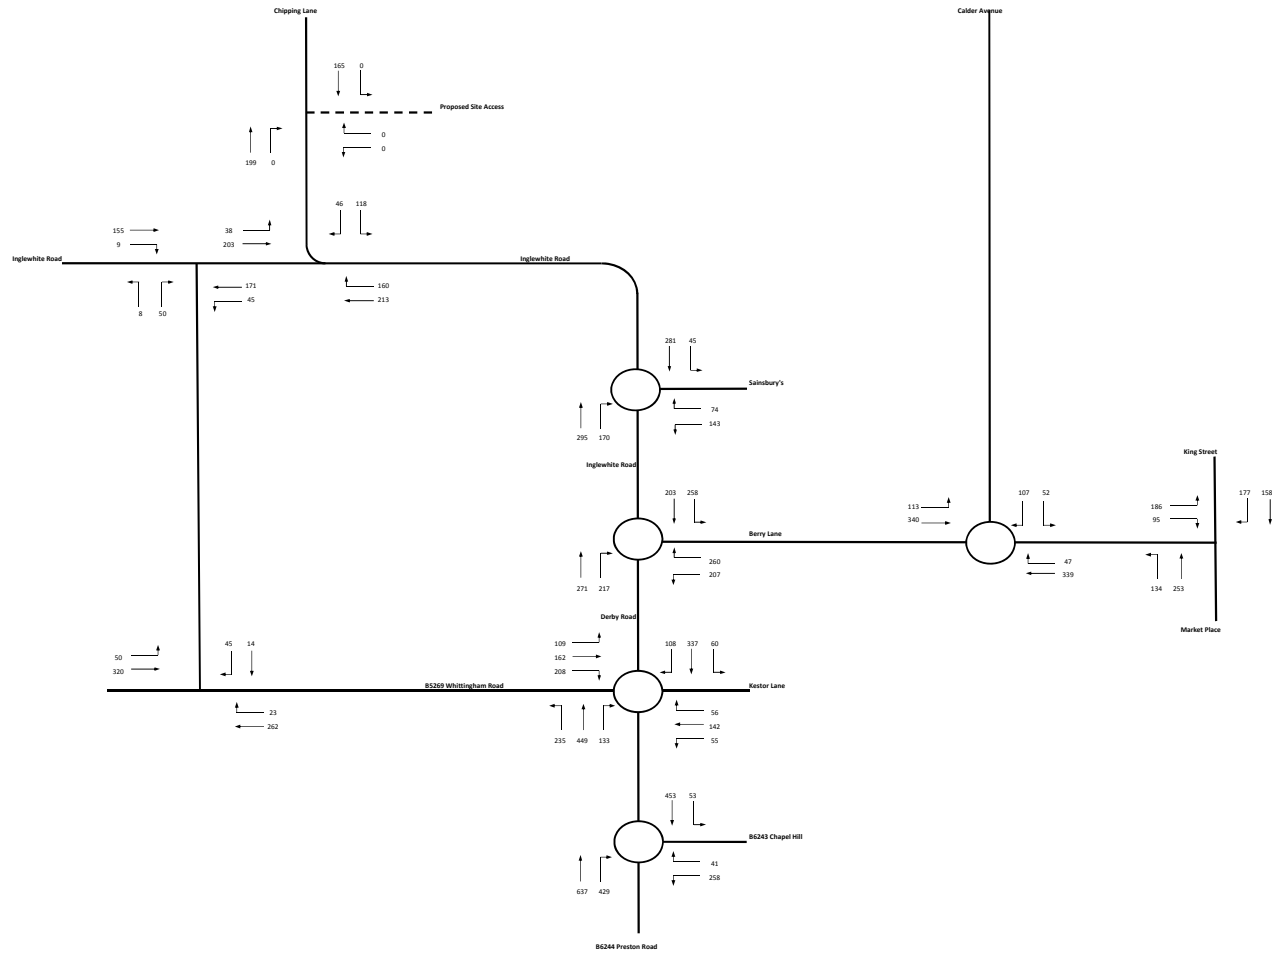 Chipping Lane
Calder Avenue
165 0
Proposed Site Access
0
0
199 0
46 118
155
9
38
203
Inglewhite Road
Inglewhite Road
171
45
160
213
8 50
281 45
Sainsbury's
74
143
295 170
Inglewhite Road
King Street
203 258
113
340
107 52
186
95
177 158
Berry Lane
260
207
47
339
271 217
134 253
Derby Road
Market Place
50
320
45 14
109
162
208
108 337 60
B5269 Whittingham Road
Kestor Lane
23
262
56
142
55
235 449 133
453 53
B6243 Chapel Hill
41
258
637 429
B6244 Preston Road